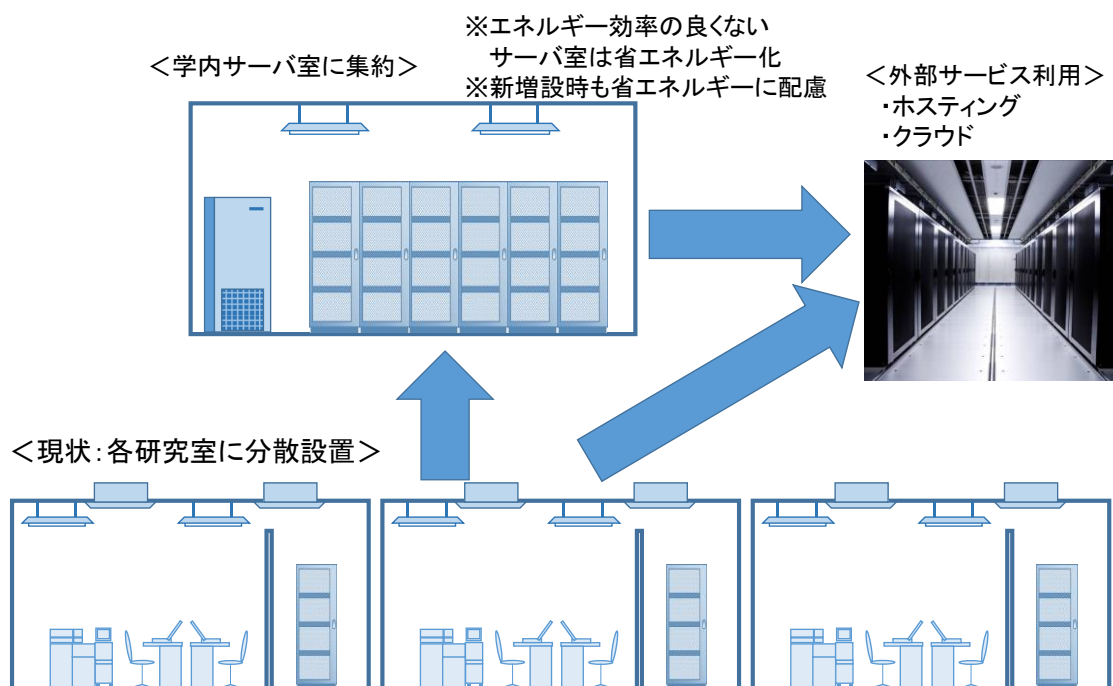 ※エネルギー効率の良くない
サーバ室は省エネルギー化
※新増設時も省エネルギーに配慮
＜学内サーバ室に集約＞
＜外部サービス利用＞
・ホスティング
・クラウド
＜現状：各研究室に分散設置＞